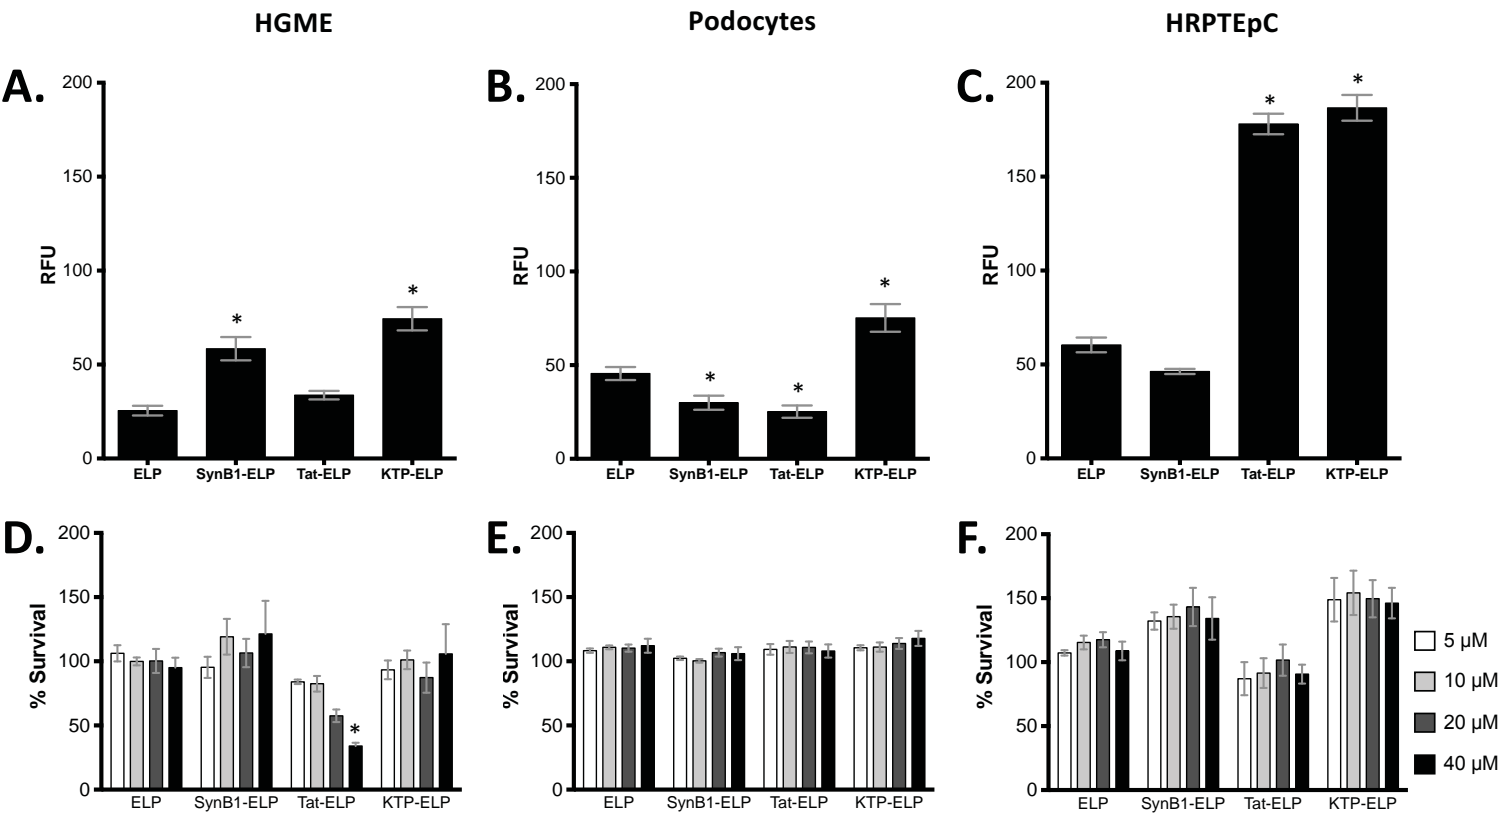 HGME
Podocytes
HRPTEpC
A.
200
150
100
50
0
RFU
*
*
ELP SynB1-ELP Tat-ELP KTP-ELP
B.
200
150
100
50
0
RFU
*
*
*
ELP SynB1-ELP Tat-ELP KTP-ELP
C.
200
150
100
50
0
RFU
*
*
ELP SynB1-ELP Tat-ELP KTP-ELP
D.
200
150
100
50
0
% Survival
*
ELP SynB1-ELP Tat-ELP KTP-ELP
E.
200
150
100
50
0
% Survival
ELP SynB1-ELP Tat-ELP KTP-ELP
F.
200
150
100
50
0
% Survival
ELP SynB1-ELP Tat-ELP KTP-ELP
5 µM
10 µM
20 µM
40 µM